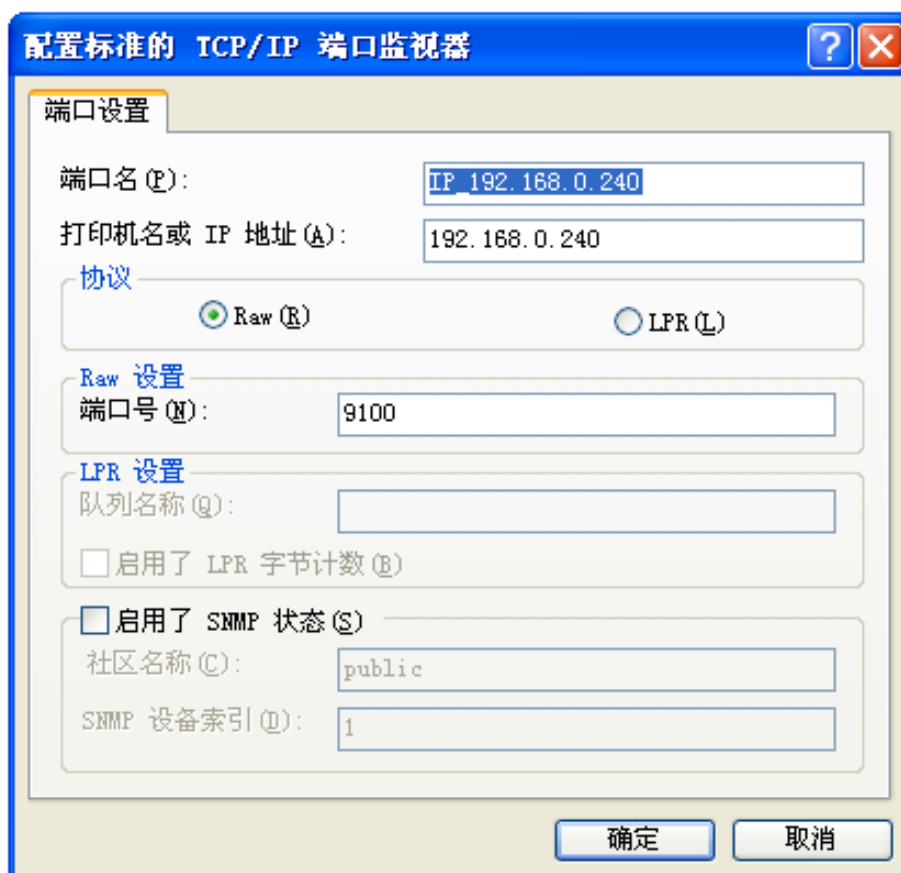 配置标准的 TCP/IP 端口监视器
端口设置
端口名(P): IP_192.168.0.240
打印机名或 IP 地址(A): 192.168.0.240
协议
Raw(R) LPR(L)
Raw 设置
端口号(N): 9100
LPR 设置
队列名称(Q):
启用了 LPR 字节计数(B)
启用了 SNMP 状态(S)
社区名称(C): public
SNMP 设备索引(D): 1
确定 取消